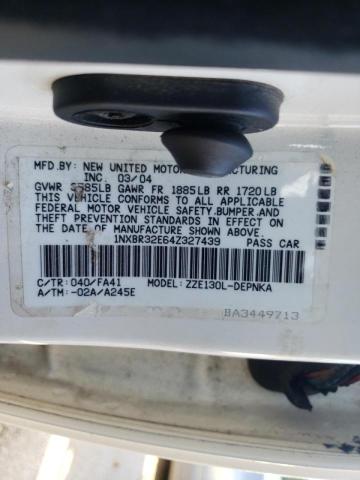 MFD.BY: NEW UNITED MOTOR MANUFACTURING
INC. 03/04
GVWR LB GAWR FR 1885LB RR 1720LB
THIS VEHICLE CONFORMS TO ALL APPLICABLE
FEDERAL MOTOR VEHICLE SAFETY,BUMPER,AND
THEFT PREVENTION STANDARDS IN EFFECT ON
THE DATE OF MANUFACTURE SHOWN ABOVE.
1NXBR32E64Z327439 PASS CAR
C/TR: 040/FA41 MODEL: ZZE130L-DEPNKA
A/TM: -02A/A245E
BA3449713